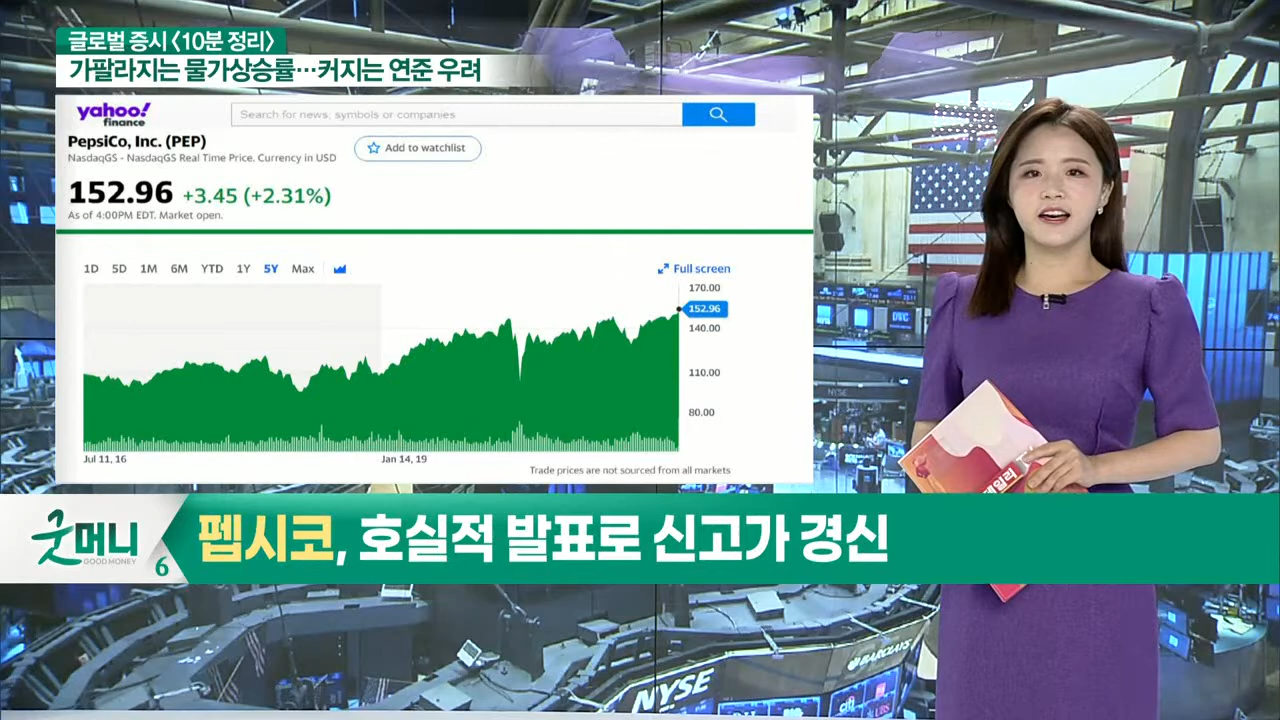 글로벌 증시 〈10분 정리〉
가팔라지는 물가상승률…커지는 연준 우려
yahoo!
finance
Search for news, symbols or companies
PepsiCo, Inc. (PEP)
NasdaqGS - NasdaqGS Real Time Price. Currency in USD
Add to watchlist
152.96 +3.45 (+2.31%)
As of 4:00PM EDT. Market open.
1D 5D 1M 6M YTD 1Y 5Y Max
Full screen
170.00
152.96
140.00
110.00
80.00
Jul 11, 16
Jan 14, 19
Trade prices are not sourced from all markets
굿머니
GOOD MONEY
6
펩시코, 호실적 발표로 신고가 경신
NYSE
BARCLAYS
citi
UBS